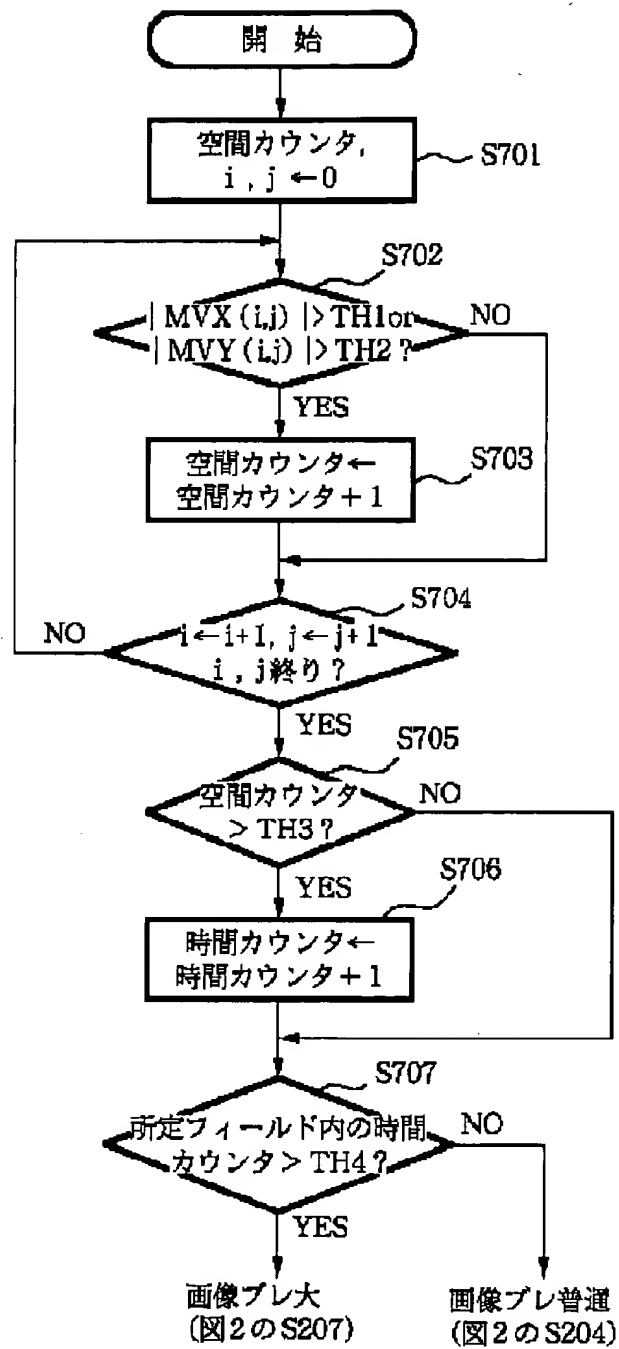 開 始
空間カウンタ,
i , j ←0
S701
S702
| MVX (i,j) |>TH1or
| MVY (i,j) |>TH2 ?
NO
YES
空間カウンタ←
空間カウンタ+1
S703
S704
i←i+1, j←j+1
i , j終り ?
NO
YES
S705
空間カウンタ
> TH3 ?
NO
YES
S706
時間カウンタ←
時間カウンタ+1
S707
所定フィールド内の時間
カウンタ> TH4 ?
NO
YES
画像ブレ大
(図2のS207)
画像ブレ普通
(図2のS204)